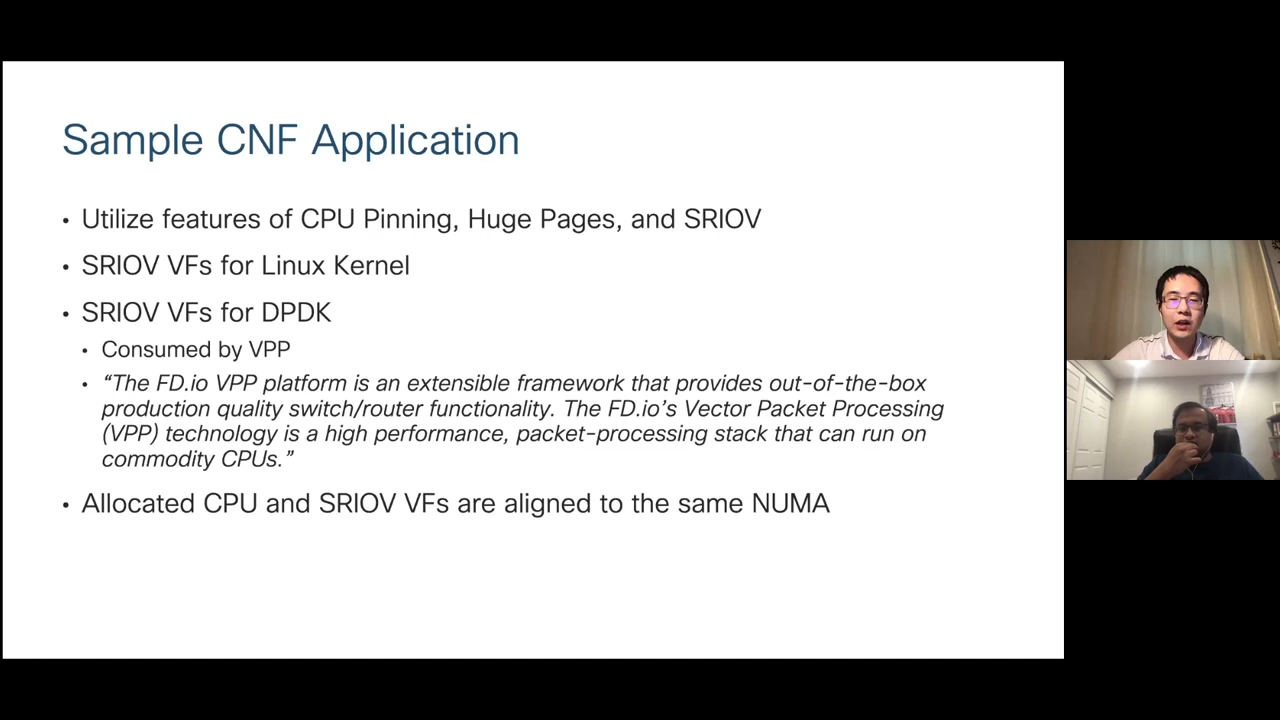 Sample CNF Application
• Utilize features of CPU Pinning, Huge Pages, and SRIOV
• SRIOV VFs for Linux Kernel
• SRIOV VFs for DPDK
• Consumed by VPP
• “The FD.io VPP platform is an extensible framework that provides out-of-the-box
production quality switch/router functionality. The FD.io’s Vector Packet Processing
(VPP) technology is a high performance, packet-processing stack that can run on
commodity CPUs.”
• Allocated CPU and SRIOV VFs are aligned to the same NUMA